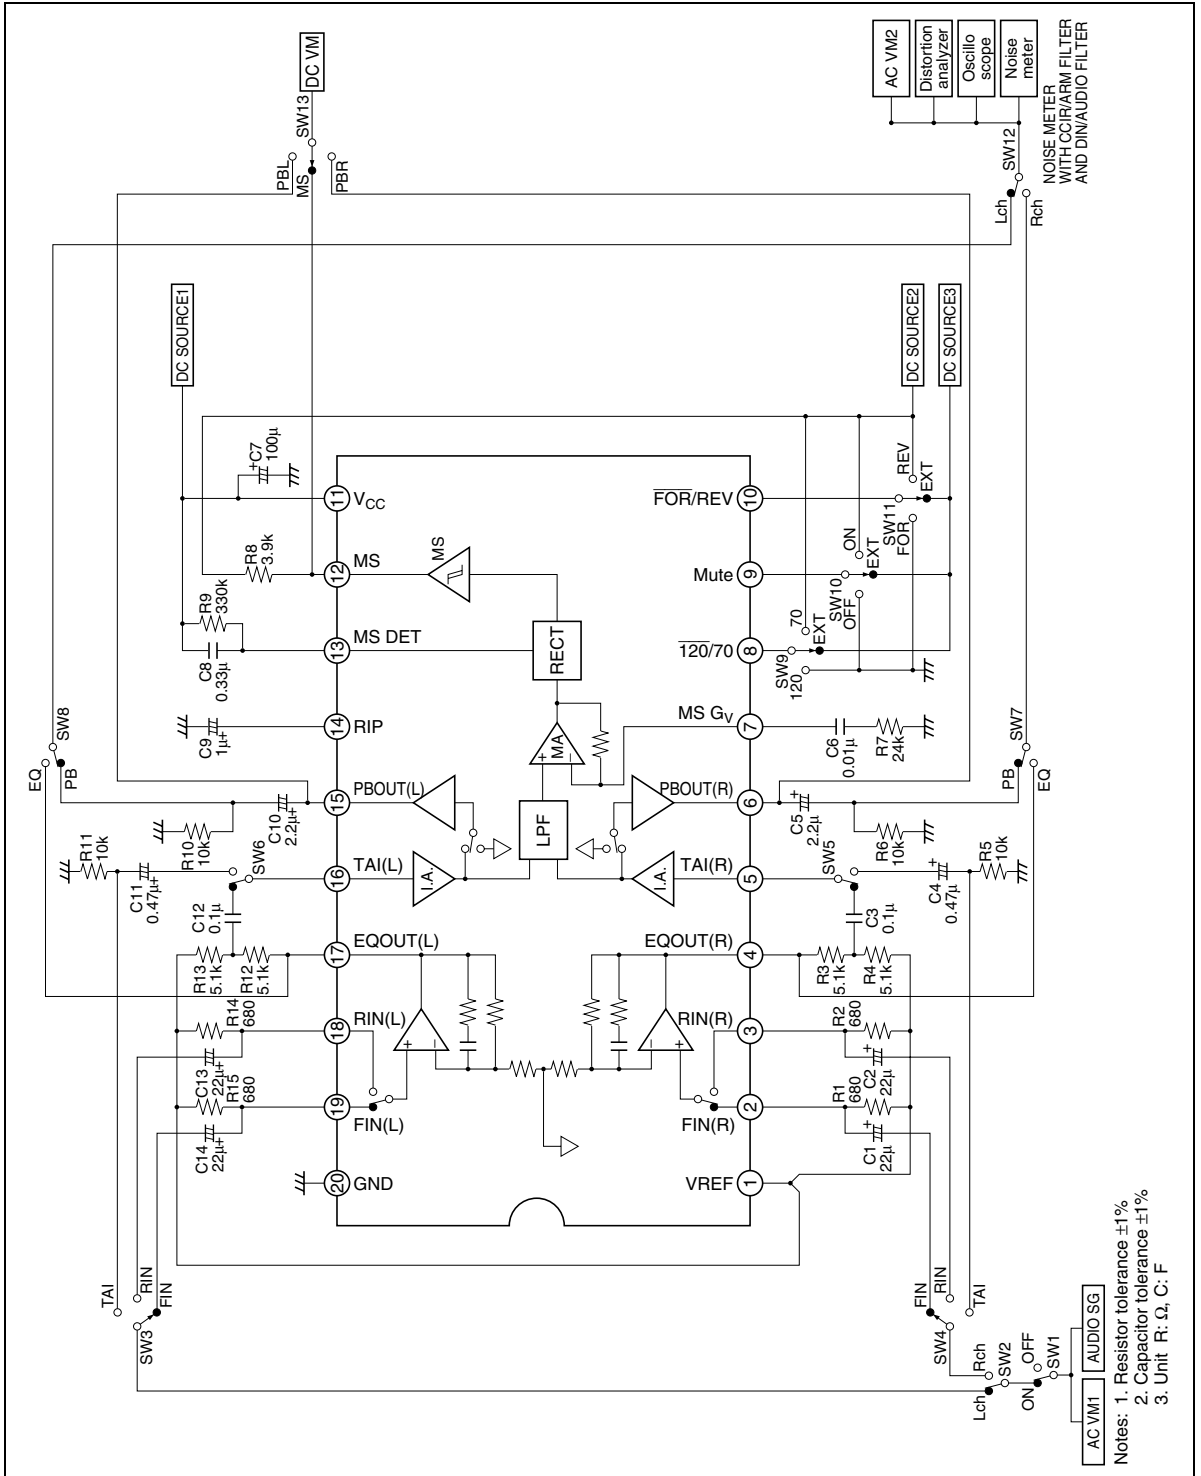 DC VM
SW13
PBL
MS
PBR
AC VM2
Distortion
analyzer
Oscillo
scope
Noise
meter
NOISE METER
WITH CCIR/ARM FILTER
AND DIN/AUDIO FILTER
SW12
Lch
Rch
DC SOURCE1
DC SOURCE2
DC SOURCE3
C7
100µ
+
R8
3.9k
R9
330k
C8
0.33µ
C9
1µ+
SW8
EQ
PB
R10
10k
C10
2.2µ+
R11
10k
C11
0.47µ+
SW6
C12
0.1µ
R13
5.1k
R12
5.1k
R14
680
C13
22µ+
R15
680
C14
22µ+
11
VCC
12
MS
13
MS DET
14
RIP
15
PBOUT(L)
16
TAI(L)
17
EQOUT(L)
18
RIN(L)
19
FIN(L)
20
GND
MS
RECT
MA
+
−
LPF
I.A.
I.A.
+
−
−
+
10
FOR/REV
9
Mute
8
120/70
7
MS GV
6
PBOUT(R)
5
TAI(R)
4
EQOUT(R)
3
RIN(R)
2
FIN(R)
1
VREF
REV
EXT
SW11
FOR
ON
EXT
SW10
OFF
70
EXT
SW9
120
C6
0.01µ
R7
24k
SW7
PB
EQ
C5
2.2µ
+
R6
10k
SW5
C4
0.47µ
+
R5
10k
C3
0.1µ
R3
5.1k
R4
5.1k
R2
680
C2
22µ
+
R1
680
C1
22µ
+
TAI
RIN
FIN
SW3
FIN
RIN
TAI
SW4
Rch
Lch
SW2
OFF
ON
SW1
AC VM1
AUDIO SG
Notes: 1. Resistor tolerance ±1%
2. Capacitor tolerance ±1%
3. Unit R: Ω, C: F